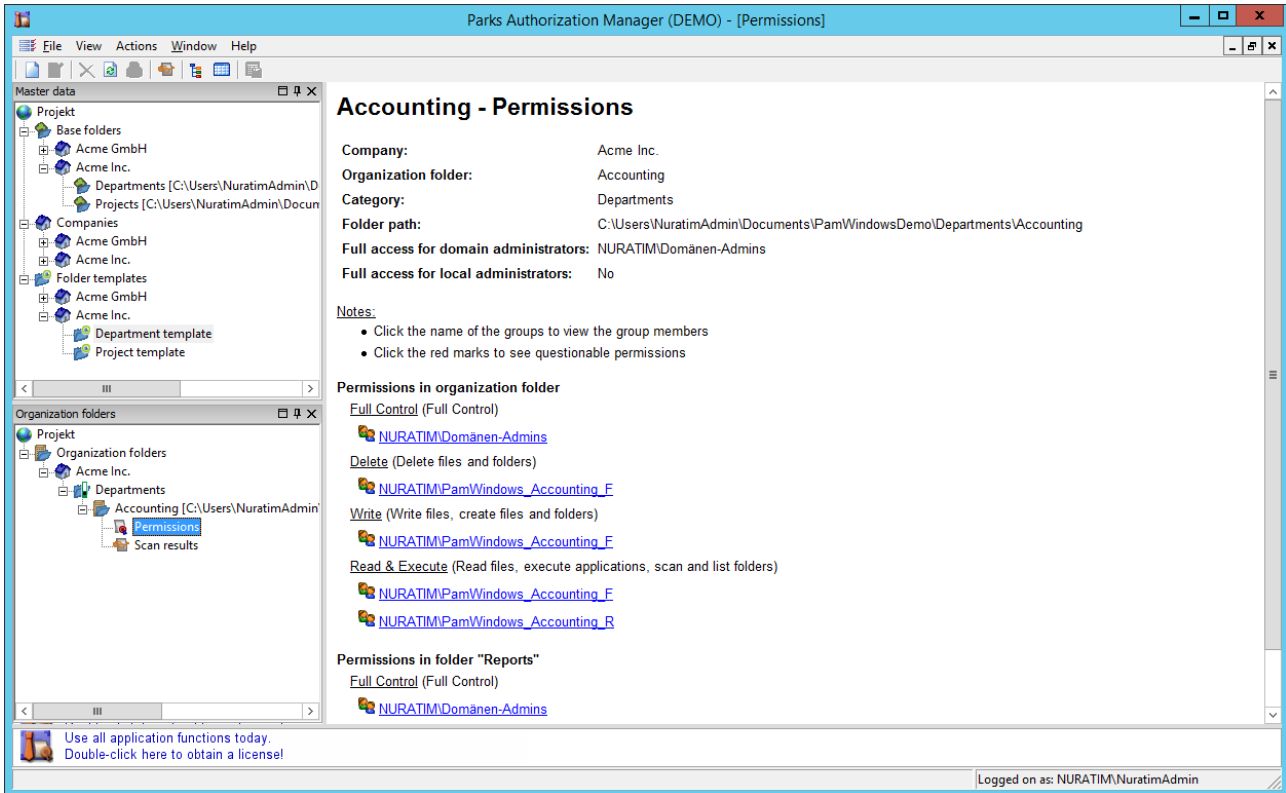 Parks Authorization Manager (DEMO) - [Permissions]
File View Actions Window Help
Master data
Projekt
Base folders
Acme GmbH
Acme Inc.
Departments [C:\Users\NuratimAdmin\D
Projects [C:\Users\NuratimAdmin\Docum
Companies
Acme GmbH
Acme Inc.
Folder templates
Acme GmbH
Acme Inc.
Department template
Project template
Organization folders
Projekt
Organization folders
Acme Inc.
Departments
Accounting [C:\Users\NuratimAdmin\
Permissions
Scan results
Accounting - Permissions
Company: Acme Inc.
Organization folder: Accounting
Category: Departments
Folder path: C:\Users\NuratimAdmin\Documents\PamWindowsDemo\Departments\Accounting
Full access for domain administrators: NURATIM\Domänen-Admins
Full access for local administrators: No
Notes:
• Click the name of the groups to view the group members
• Click the red marks to see questionable permissions
Permissions in organization folder
Full Control (Full Control)
NURATIM\Domänen-Admins
Delete (Delete files and folders)
NURATIM\PamWindows_Accounting_F
Write (Write files, create files and folders)
NURATIM\PamWindows_Accounting_F
Read & Execute (Read files, execute applications, scan and list folders)
NURATIM\PamWindows_Accounting_F
NURATIM\PamWindows_Accounting_R
Permissions in folder "Reports"
Full Control (Full Control)
NURATIM\Domänen-Admins
Use all application functions today.
Double-click here to obtain a license!
Logged on as: NURATIM\NuratimAdmin